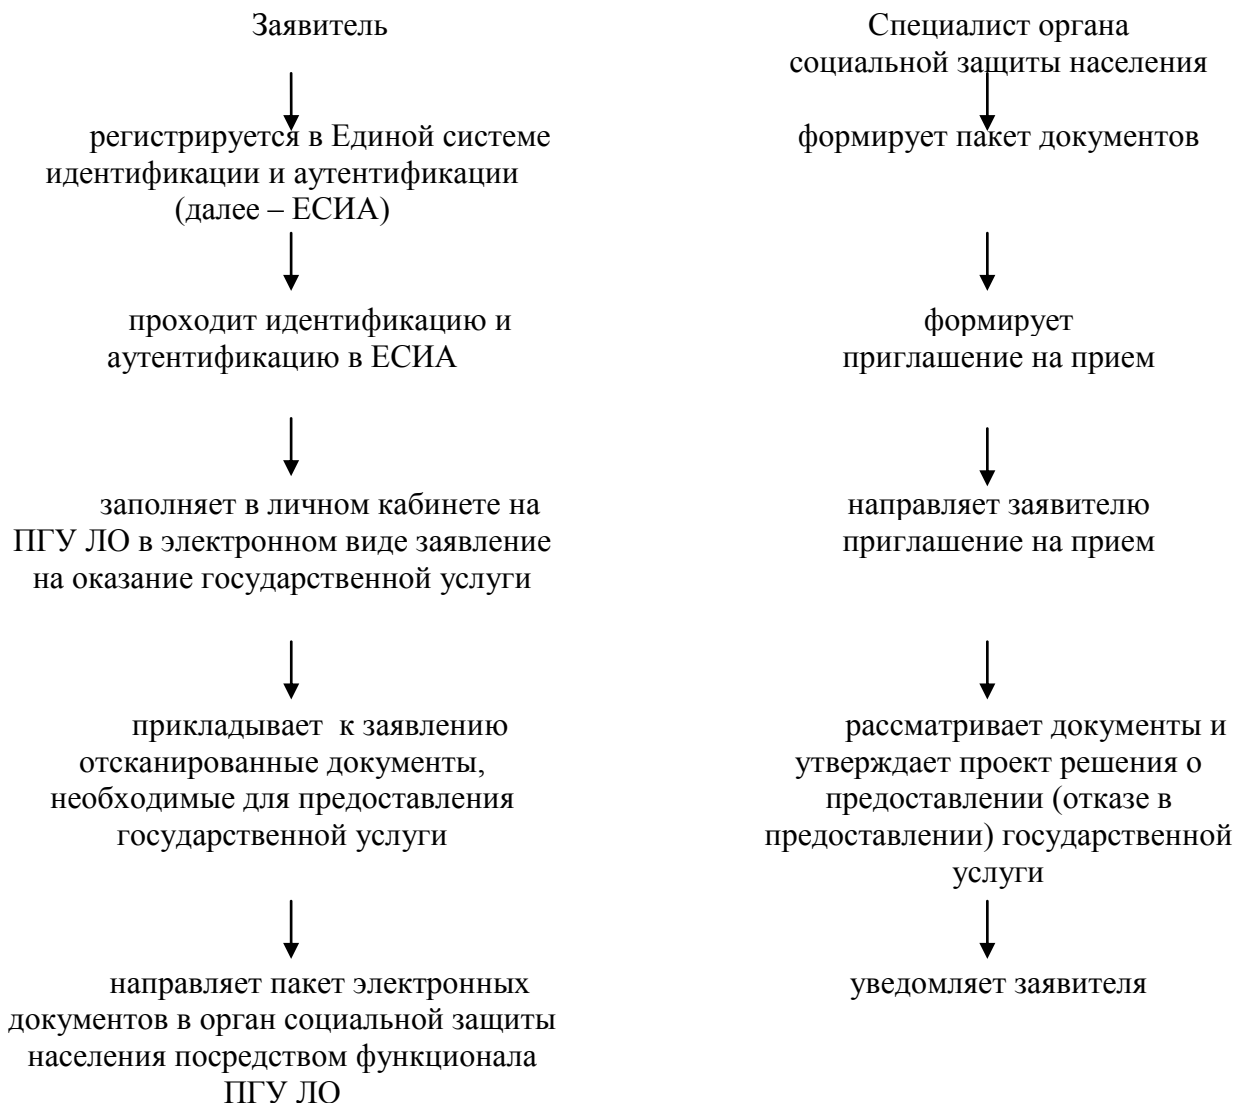 Заявитель
регистрируется в Единой системе
идентификации и аутентификации
(далее – ЕСИА)
проходит идентификацию и
аутентификацию в ЕСИА
заполняет в личном кабинете на
ПГУ ЛО в электронном виде заявление
на оказание государственной услуги
прикладывает к заявлению
отсканированные документы,
необходимые для предоставления
государственной услуги
направляет пакет электронных
документов в орган социальной защиты
населения посредством функционала
ПГУ ЛО
Специалист органа
социальной защиты населения
формирует пакет документов
формирует
приглашение на прием
направляет заявителю
приглашение на прием
рассматривает документы и
утверждает проект решения о
предоставлении (отказе в
предоставлении) государственной
услуги
уведомляет заявителя